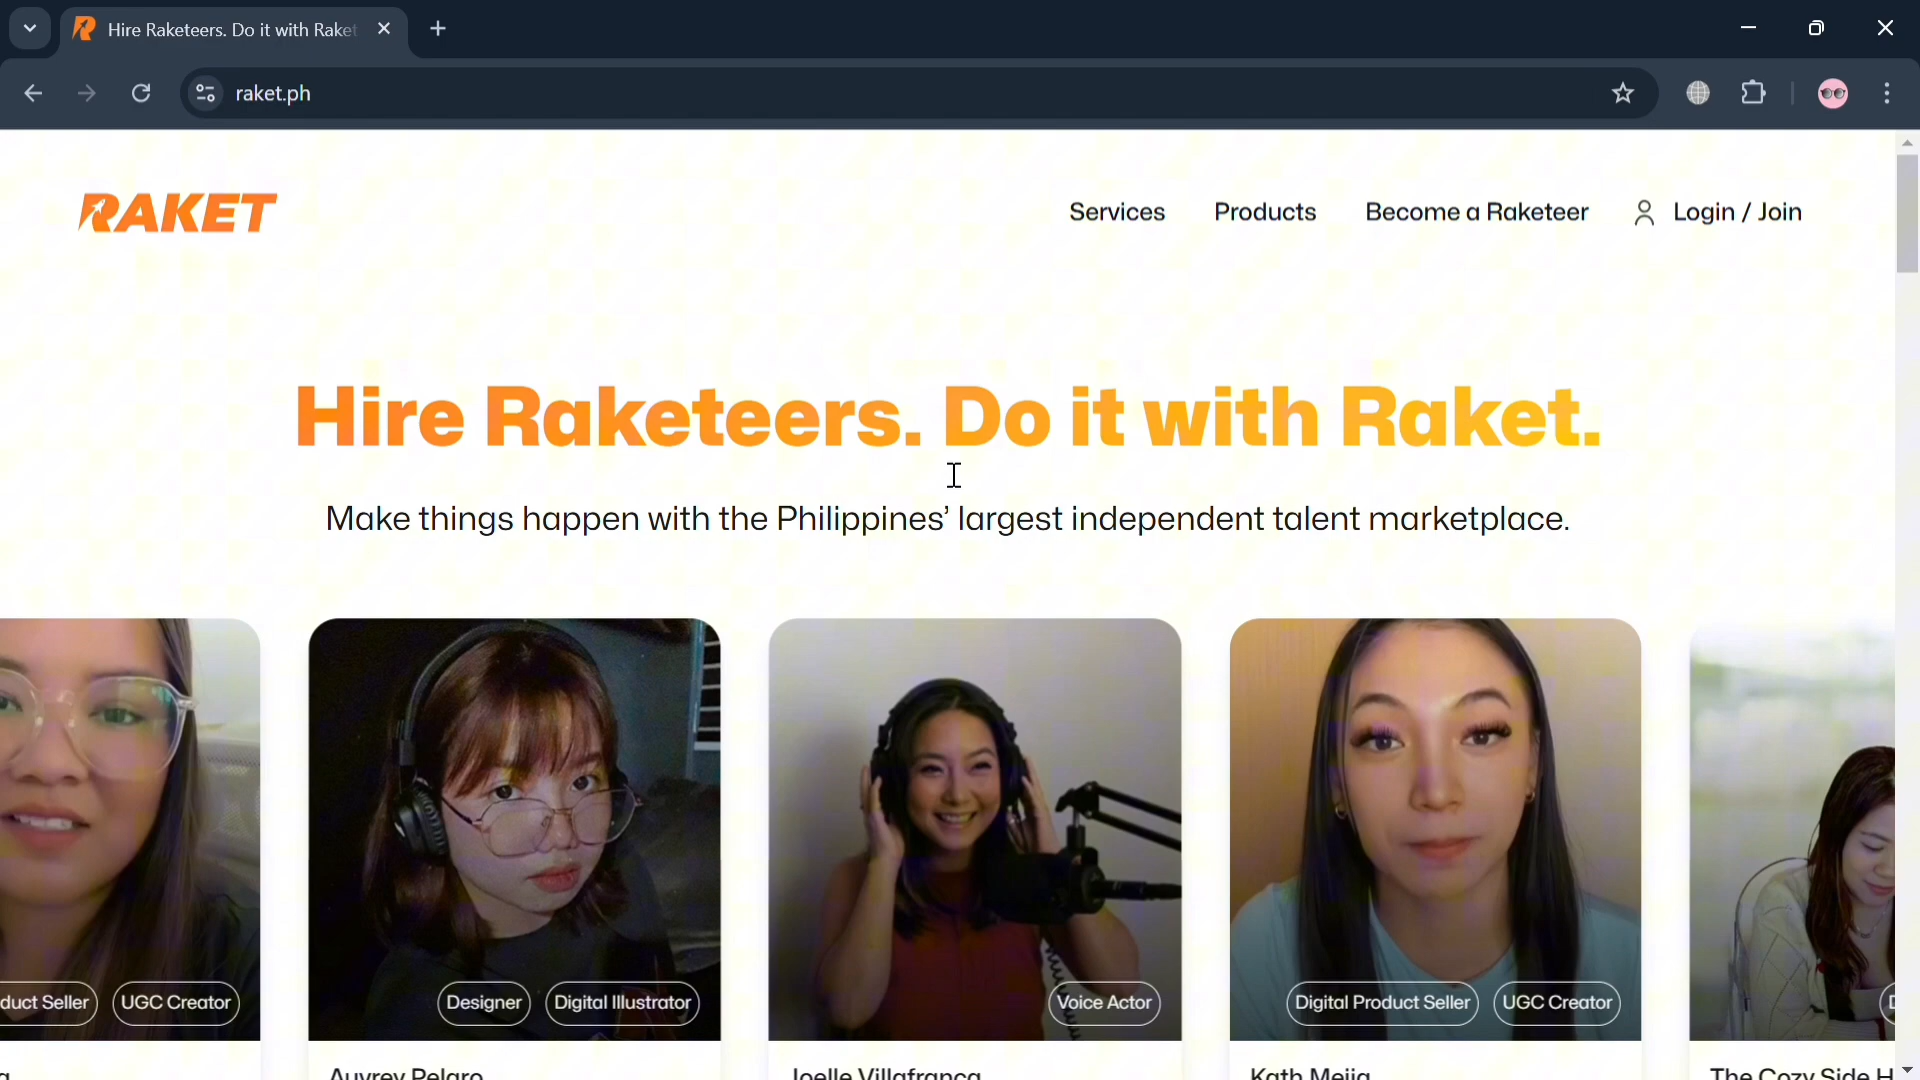 Hire Raketeers. Do it with Raket
raket.ph
RAKET
Services
Products
Become a Raketeer
Login / Join
Hire Raketeers. Do it with Raket.
Make things happen with the Philippines’ largest independent talent marketplace.
duct Seller
UGC Creator
Designer
Digital Illustrator
Voice Actor
Digital Product Seller
UGC Creator
Auvrey Pelaro
Joelle Villafranca
Kath Mejia
The Cozy Side H